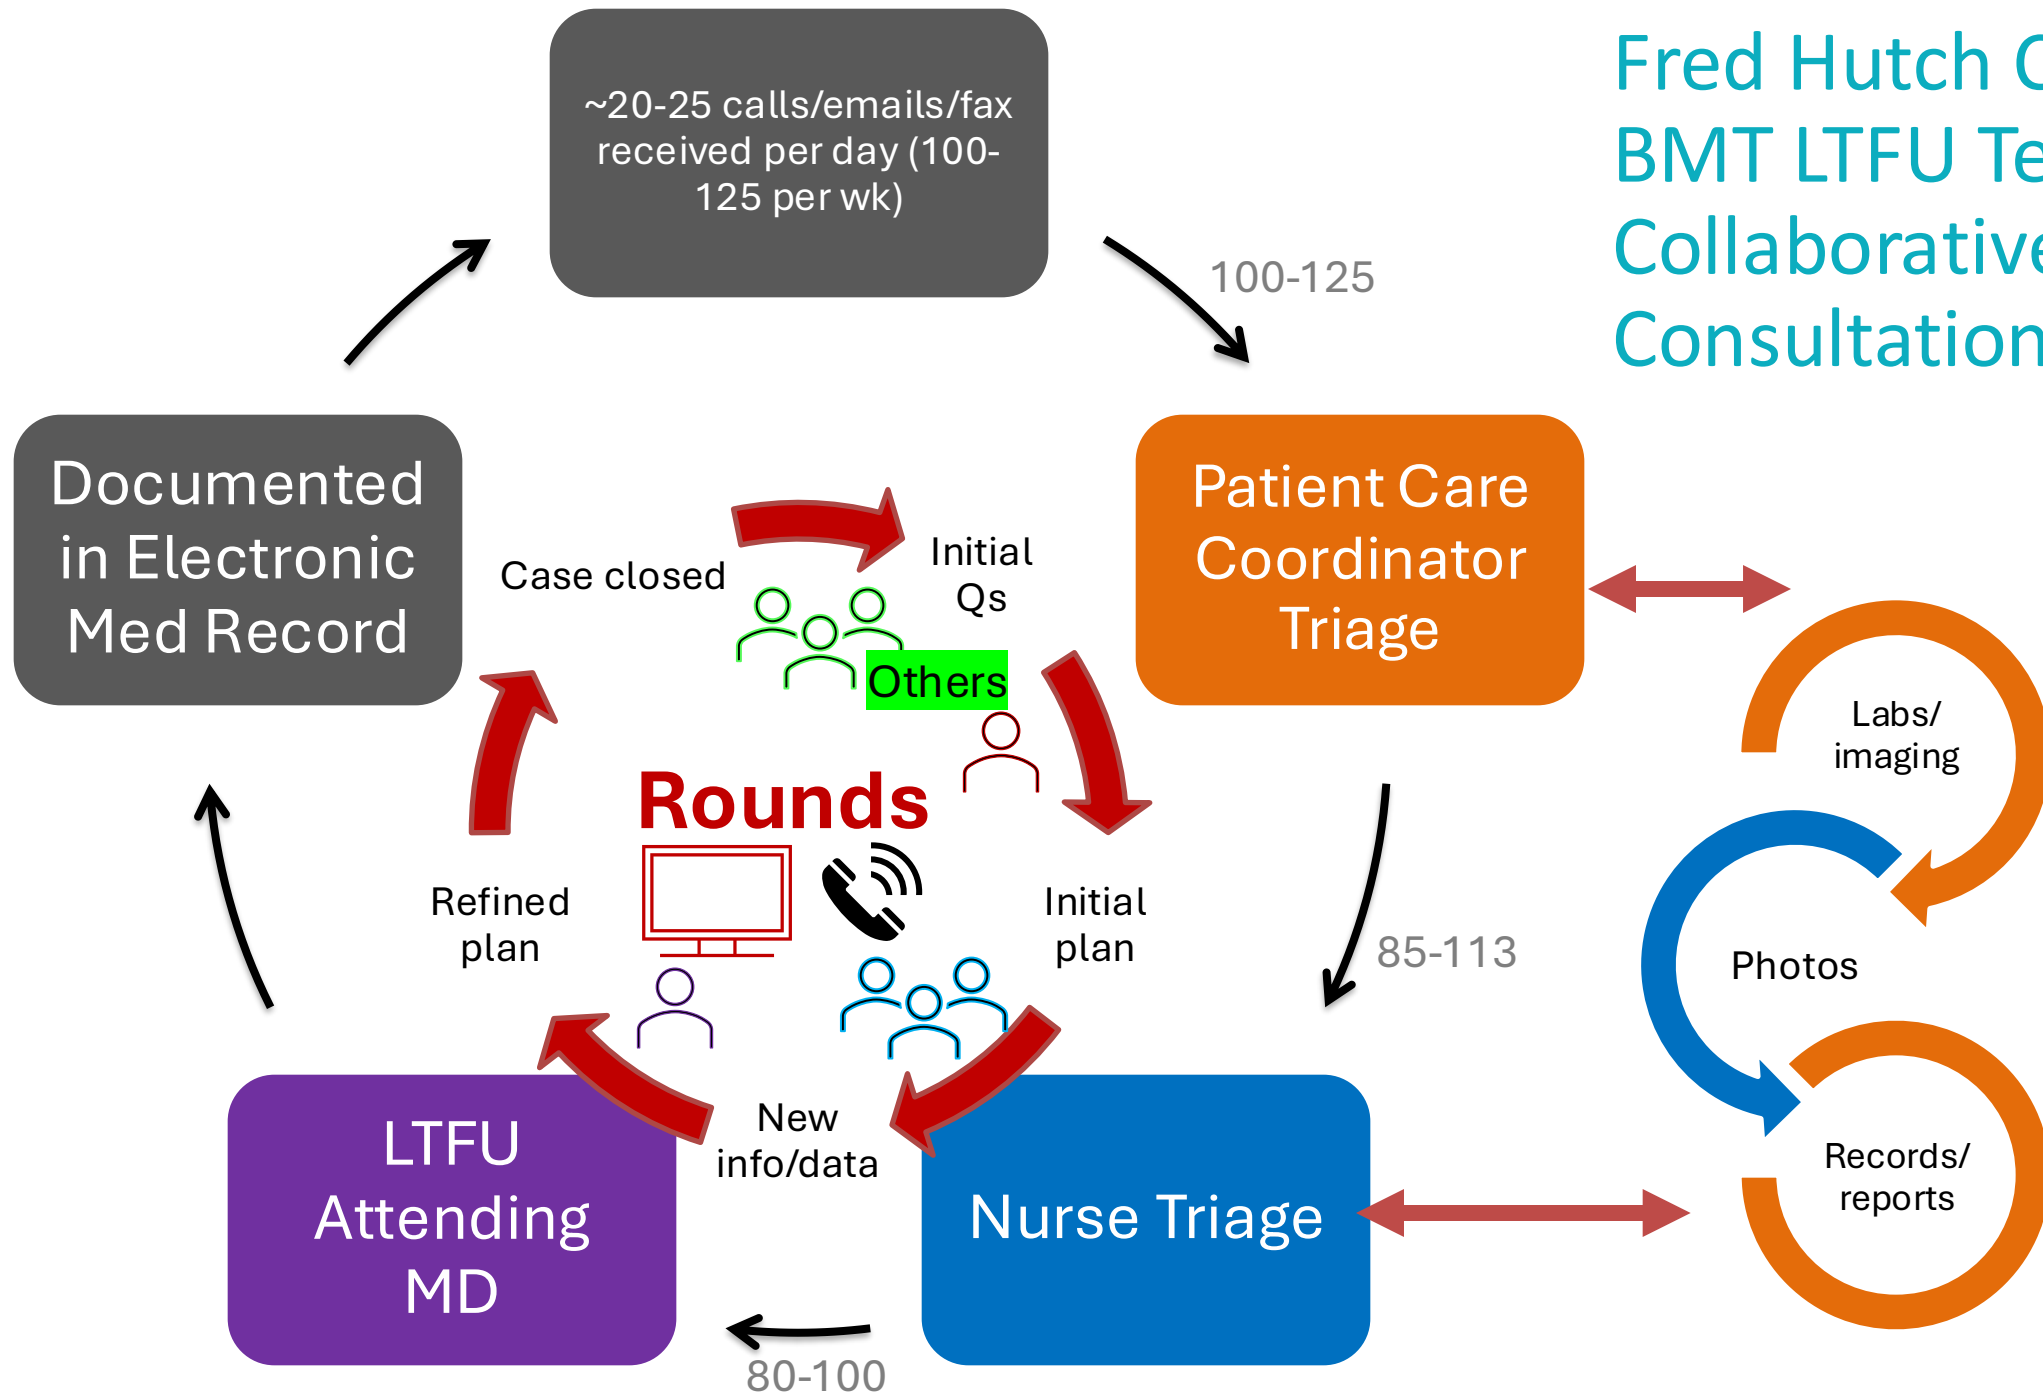 ~20-25 calls/emails/fax
received per day (100-
125 per wk)
Fred Hutch
BMT LTFU
Collaborative
Consultation
100-125
Documented
in Electronic
Med Record
Patient Care
Coordinator
Triage
Case closed
Initial
Qs
Others
Rounds
Labs/
imaging
Refined
plan
Initial
plan
85-113
Photos
New
info/data
LTFU
Attending
MD
Nurse Triage
Records/
reports
80-100